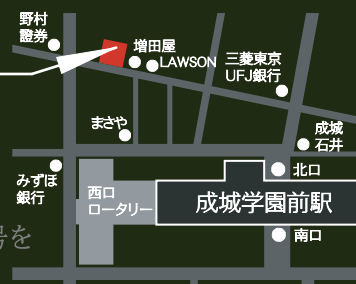 野村
證券
増田屋
LAWSON
三菱東京
UFJ銀行
まさや
成城
石井
みずほ
銀行
西口
ロータリー
北口
成城学園前駅
南口
号を